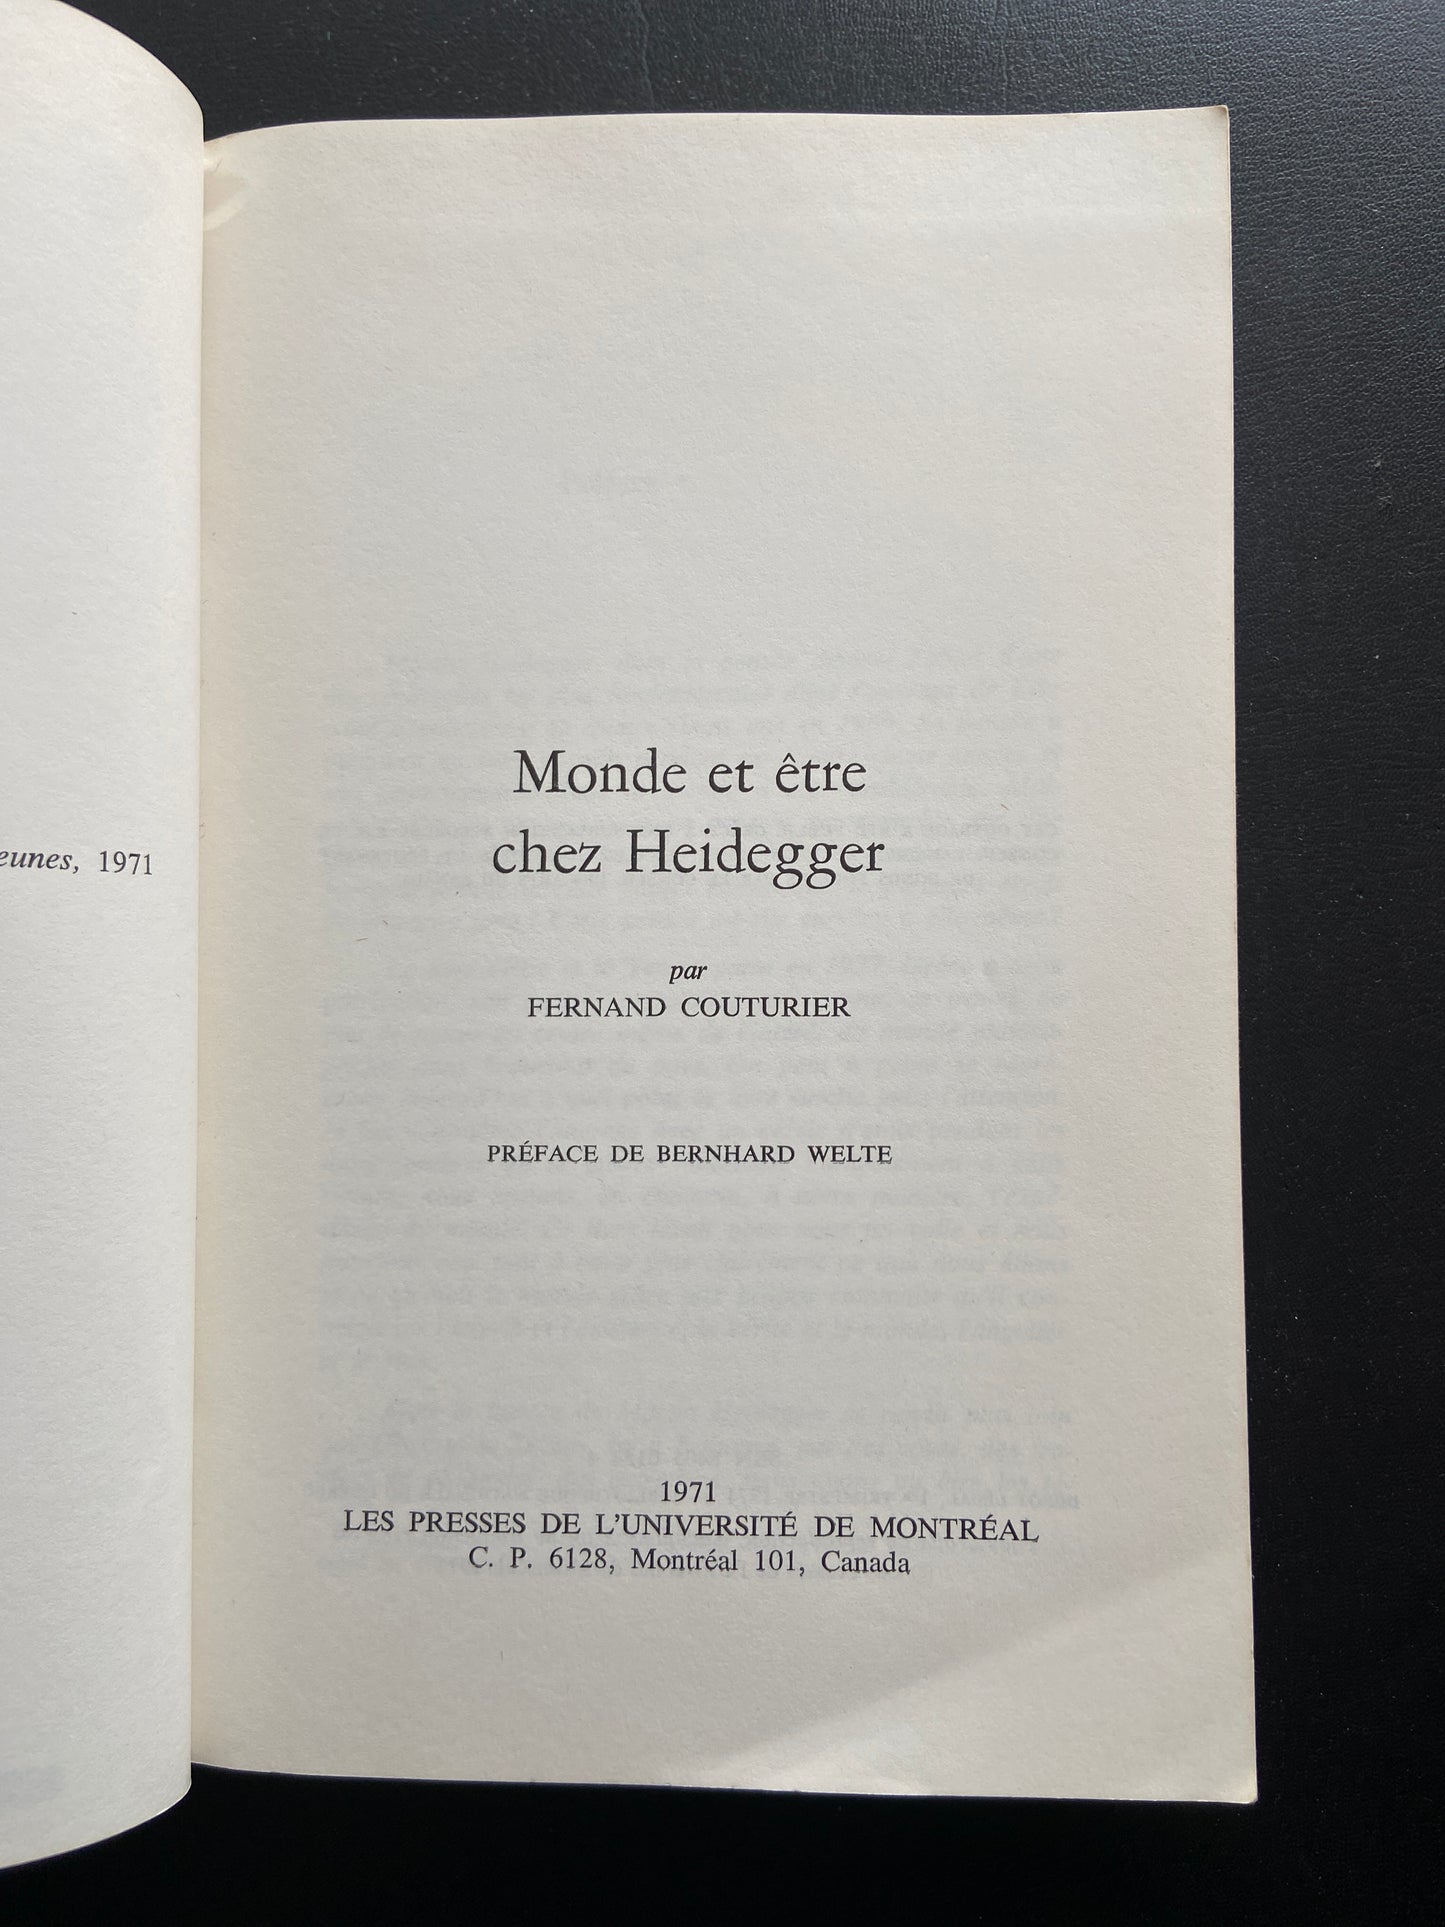 eunes, 1971
Monde et être
chez Heidegger
par
FERNAND COUTURIER
PRÉFACE DE BERNHARD WELTE
1971
LES PRESSES DE L'UNIVERSITÉ DE MONTRÉAL
C. P. 6128, Montréal 101, Canada